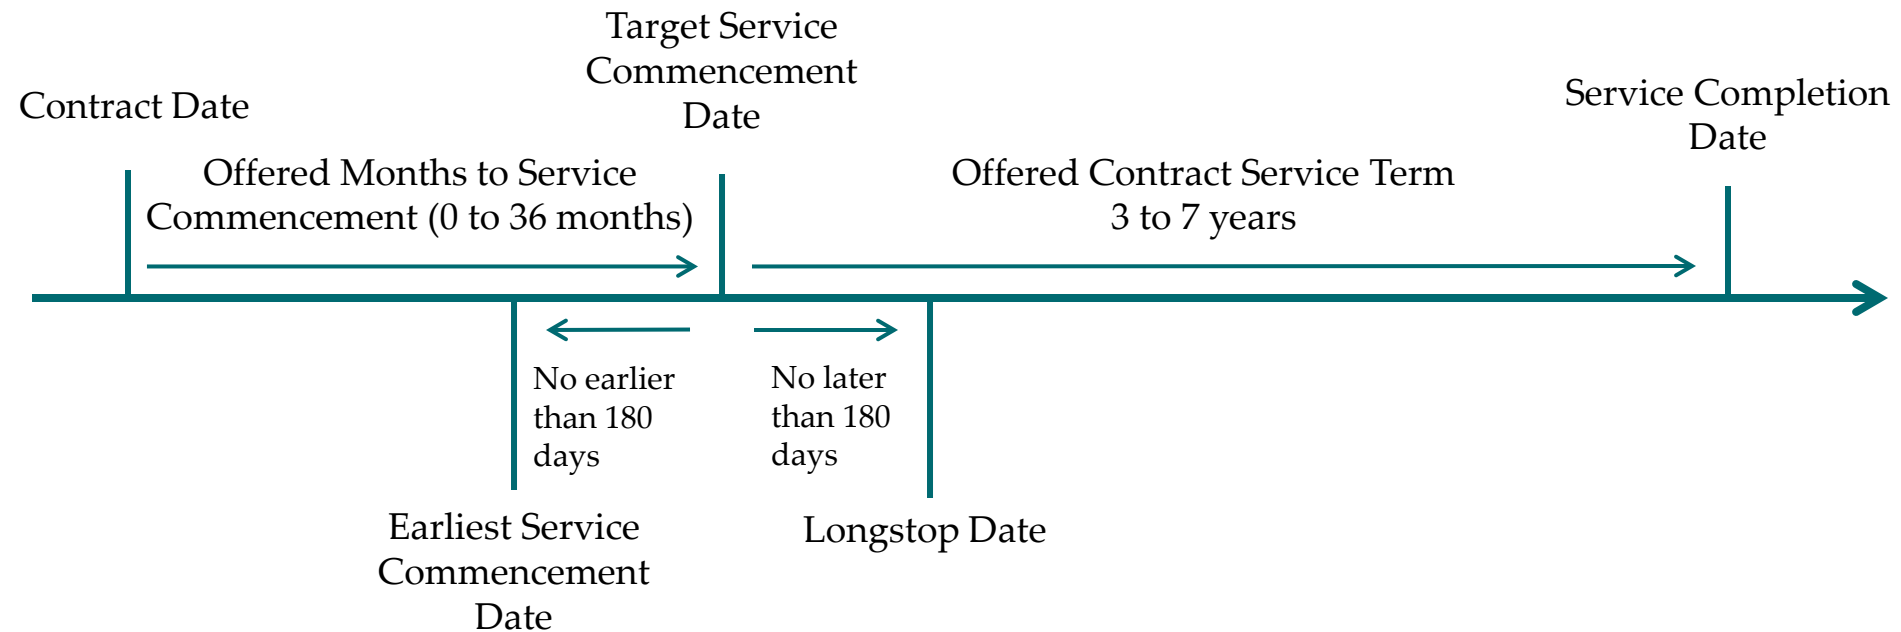 Target Service
Commencement
Date
Contract Date
Service Completion
Date
Offered Months to Service
Commencement (0 to 36 months)
Offered Contract Service Term
3 to 7 years
No earlier
than 180
days
No later
than 180
days
Earliest Service
Commencement
Date
Longstop Date